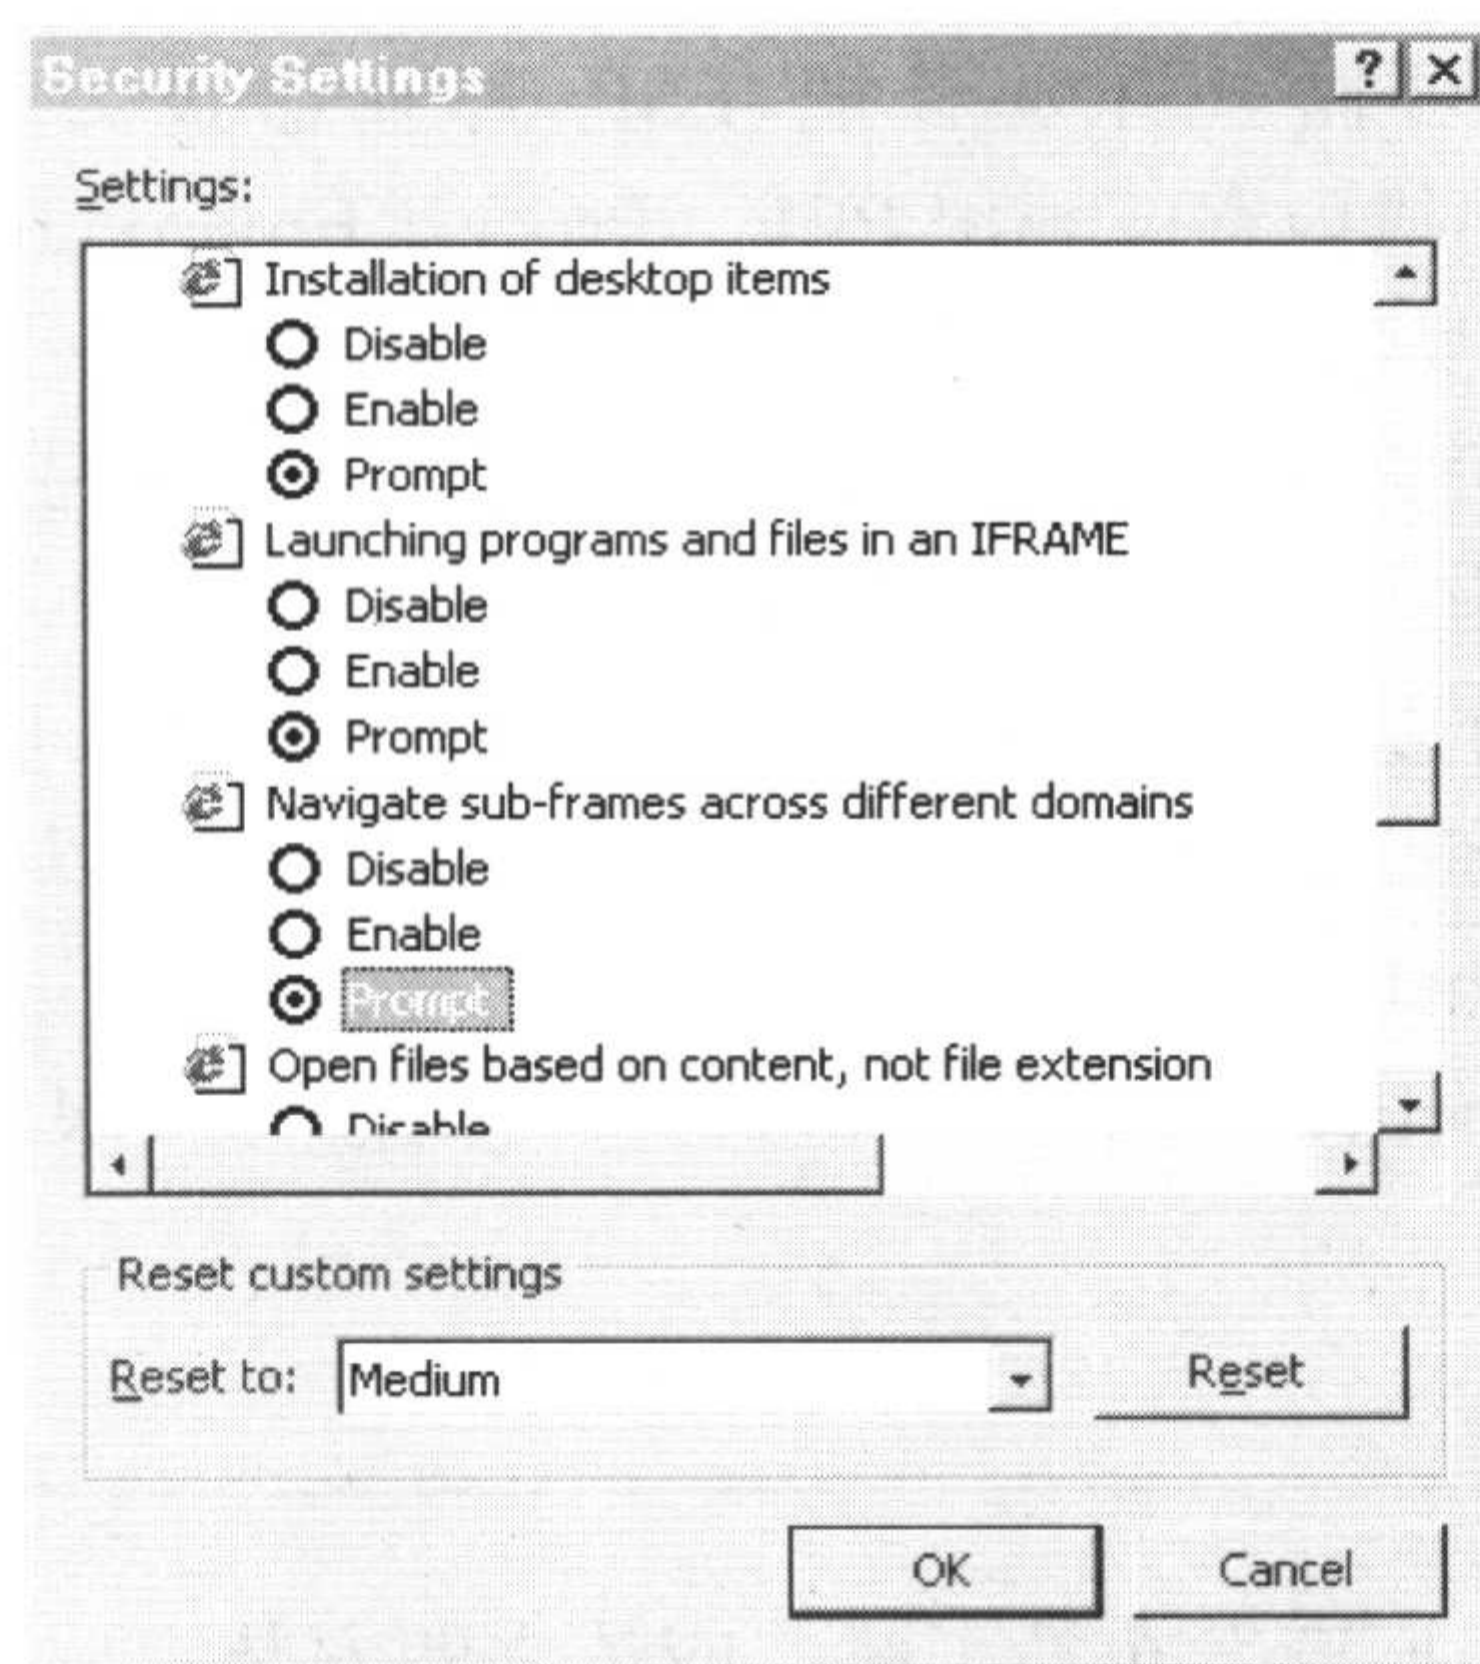 Security Settings
Settings:
Installation of desktop items
Disable
Enable
Prompt
Launching programs and files in an IFRAME
Disable
Enable
Prompt
Navigate sub-frames across different domains
Disable
Enable
Prompt
Open files based on content, not file extension
Disable
Reset custom settings
Reset to: Medium Reset
OK Cancel